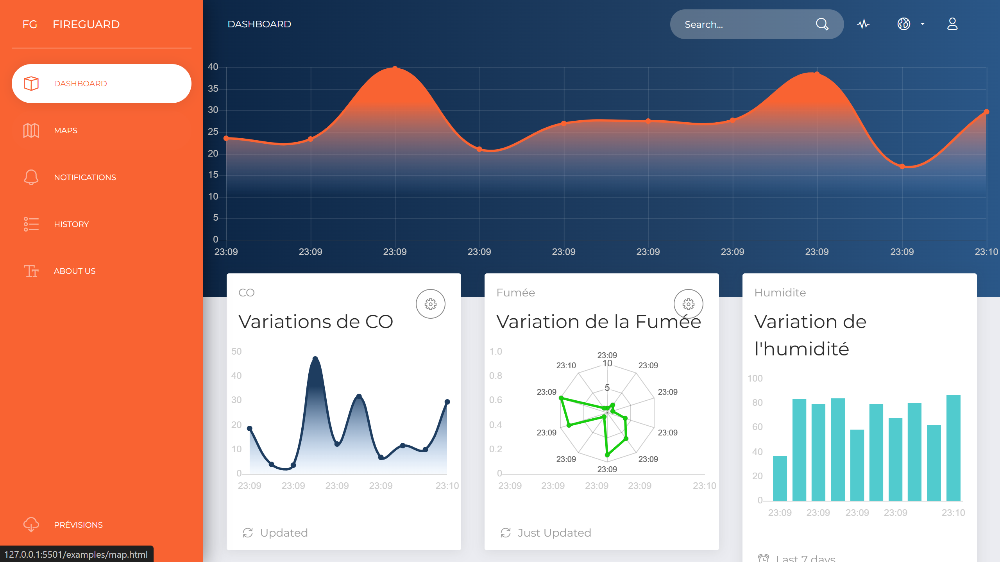 FG FIREGUARD
DASHBOARD
MAPS
NOTIFICATIONS
HISTORY
ABOUT US
PRÉVISIONS
127.0.0.1:5501/examples/map.html
DASHBOARD
Search...
40
35
30
25
20
15
10
5
0
23:09 23:09 23:09 23:09 23:09 23:09 23:09 23:09 23:09 23:10
CO
Variations de CO
50
40
30
20
10
0
23:09 23:09 23:09 23:09 23:10
Updated
Fumée
Variation de la Fumée
1.0
0.8
0.6
0.4
0.2
0
23:09
10
23:10 23:09
5
23:09 23:09
23:09 23:09
23:09 23:09
23:09
23:09 23:09 23:09 23:09 23:10
Just Updated
Humidite
Variation de
l'humidité
100
80
60
40
20
0
23:09 23:09 23:09 23:09 23:10
Last 7 days